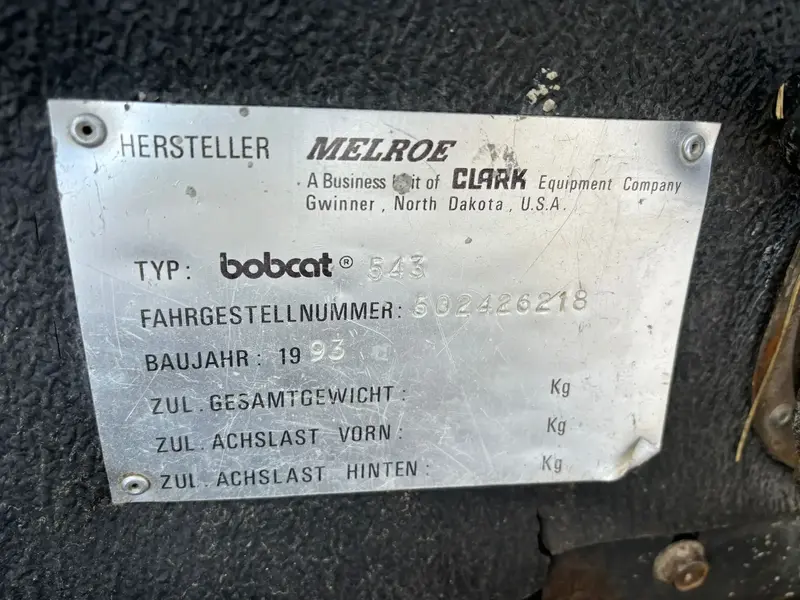 HERSTELLER MELROE
A Business Unit of CLARK Equipment Company
Gwinner, North Dakota, U.S.A.
TYP: bobcat® 543
FAHRGESTELLNUMMER: 502426218
BAUJAHR: 1993
ZUL. GESAMTGEWICHT: Kg
ZUL. ACHSLAST VORN: Kg
ZUL. ACHSLAST HINTEN: Kg